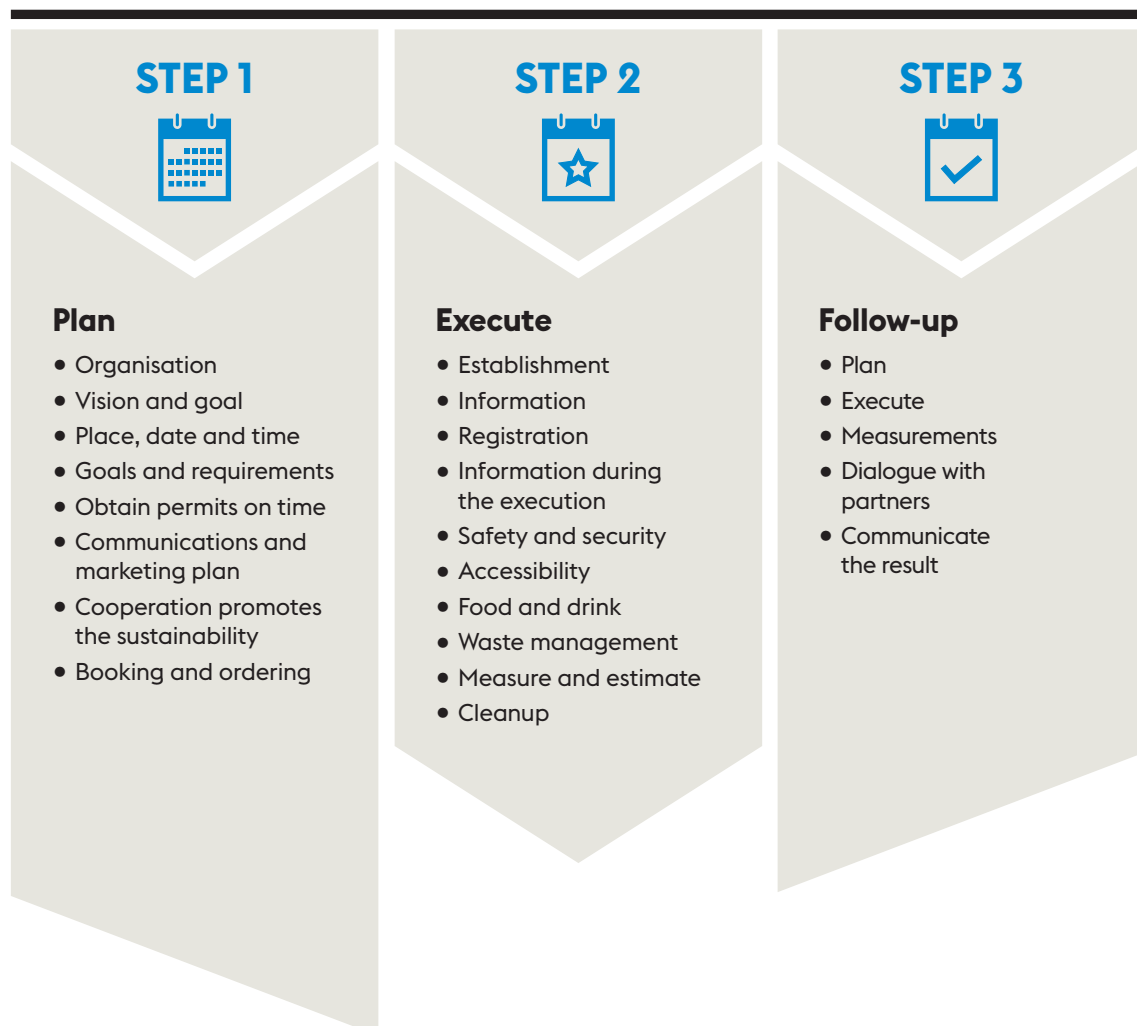 STEP 1
Plan
• Organisation
• Vision and goal
• Place, date and time
• Goals and requirements
• Obtain permits on time
• Communications and
marketing plan
• Cooperation promotes
the sustainability
• Booking and ordering
STEP 2
Execute
• Establishment
• Information
• Registration
• Information during
the execution
• Safety and security
• Accessibility
• Food and drink
• Waste management
• Measure and estimate
• Cleanup
STEP 3
Follow-up
• Plan
• Execute
• Measurements
• Dialogue with
partners
• Communicate
the result